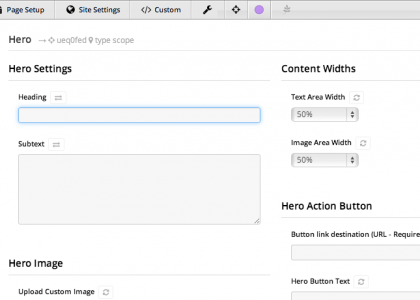 Page Setup
Site Settings
</> Custom
Hero → ueq0fed type scope
Hero Settings
Heading
Subtext
Hero Image
Upload Custom Image
Content Widths
Text Area Width
50%
Image Area Width
50%
Hero Action Button
Button link destination (URL - Require
Hero Button Text